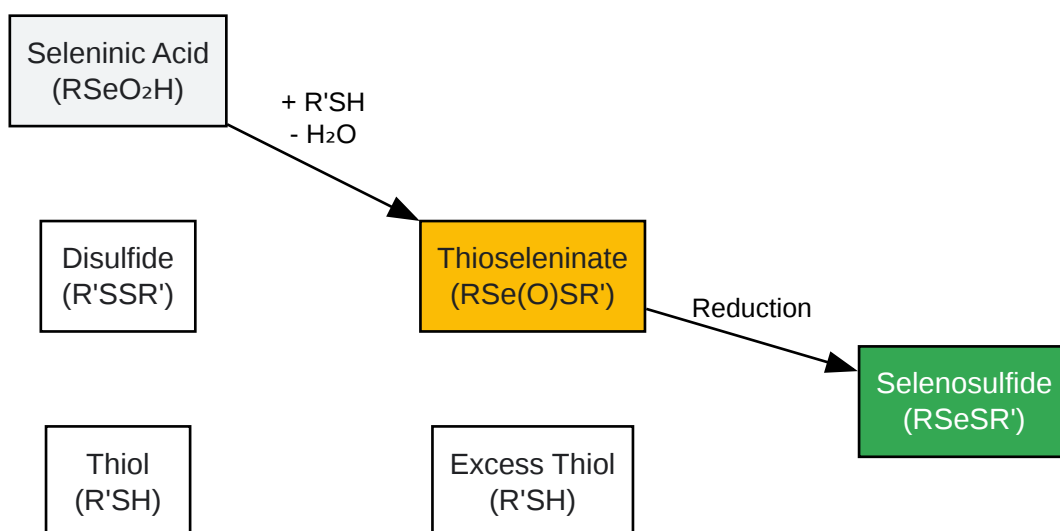 Seleninic Acid
(RSeO₂H)
+ R'SH
- H₂O
Disulfide
(R'SSR')
Thioseleninate
(RSe(O)SR')
Reduction
Selenosulfide
(RSeSR')
Thiol
(R'SH)
Excess Thiol
(R'SH)